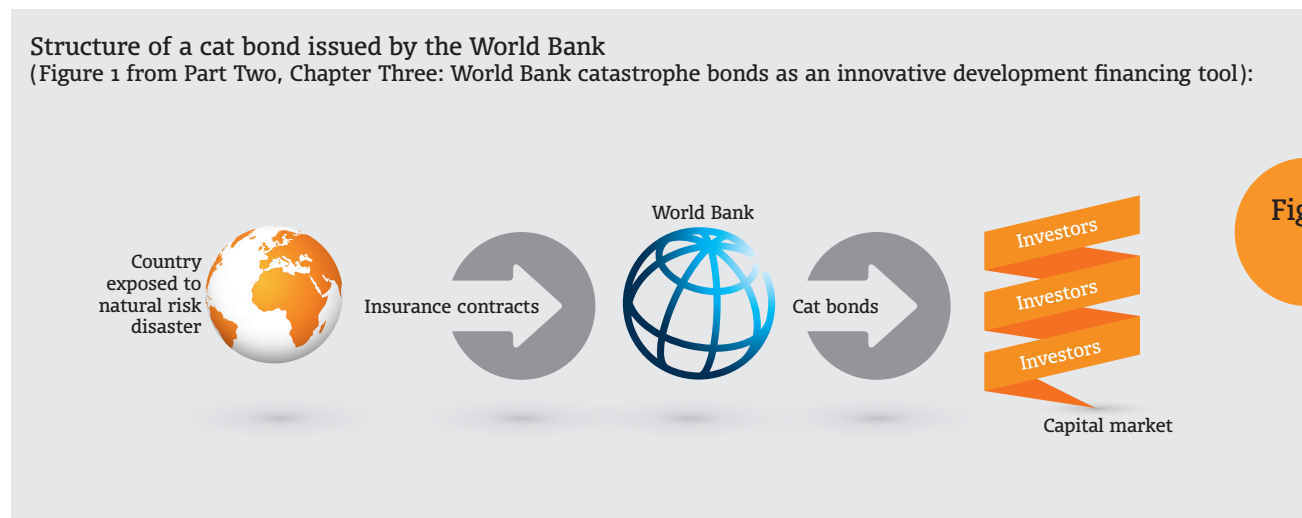 Structure of a cat bond issued by the World Bank
(Figure 1 from Part Two, Chapter Three: World Bank catastrophe bonds as an innovative development financing tool):
Country
exposed to
natural risk
disaster
Insurance contracts
World Bank
Cat bonds
Investors
Investors
Investors
Capital market